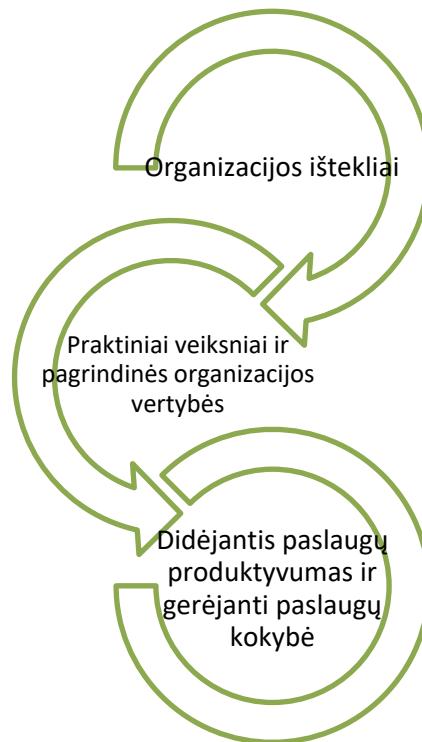 Organizacijos ištekliai
Praktiniai veiksniai ir
pagrindinės organizacijos
vertybės
Didėjantis paslaugų
produktyvumas ir
gerėjanti paslaugų
kokybė